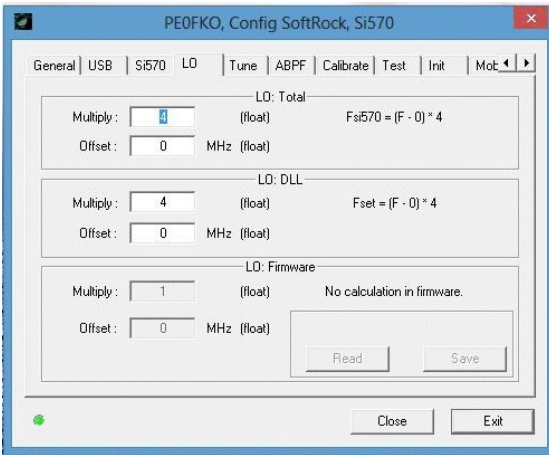 PE0FKO, Config SoftRock, Si570
General USB Si570 LO Tune ABPF Calibrate Test Init
LO: Total
Multiply : 4 (float) Fsi570 = (F - 0) * 4
Offset : 0 MHz (float)
LO: DLL
Multiply : 4 (float) Fset = (F - 0) * 4
Offset : 0 MHz (float)
LO: Firmware
Multiply : 1 (float) No calculation in firmware.
Offset : 0 MHz (float)
Read Save
Close Exit